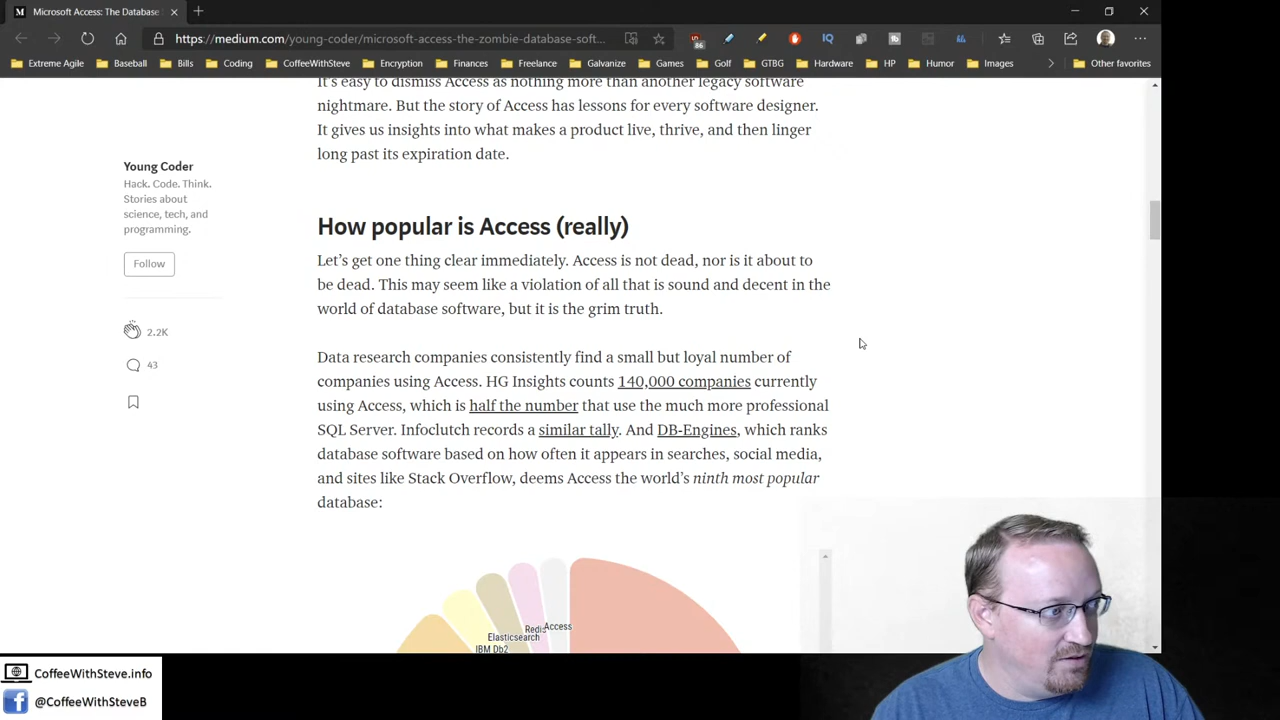 Microsoft Access: The Database
https://medium.com/young-coder/microsoft-access-the-zombie-database-soft...
86
Extreme Agile
Baseball
Bills
Coding
CoffeeWithSteve
Encryption
Finances
Freelance
Galvanize
Games
Golf
GTBG
Hardware
HP
Humor
Images
Other favorites
It's easy to dismiss Access as nothing more than another legacy software
nightmare. But the story of Access has lessons for every software designer.
It gives us insights into what makes a product live, thrive, and then linger
long past its expiration date.
Young Coder
Hack. Code. Think.
Stories about
science, tech, and
programming.
Follow
2.2K
43
How popular is Access (really)
Let's get one thing clear immediately. Access is not dead, nor is it about to
be dead. This may seem like a violation of all that is sound and decent in the
world of database software, but it is the grim truth.
Data research companies consistently find a small but loyal number of
companies using Access. HG Insights counts 140,000 companies currently
using Access, which is half the number that use the much more professional
SQL Server. Infoclutch records a similar tally. And DB-Engines, which ranks
database software based on how often it appears in searches, social media,
and sites like Stack Overflow, deems Access the world's ninth most popular
database:
Access
Redis
Elasticsearch
IBM Db2
CoffeeWithSteve.info
@CoffeeWithSteveB